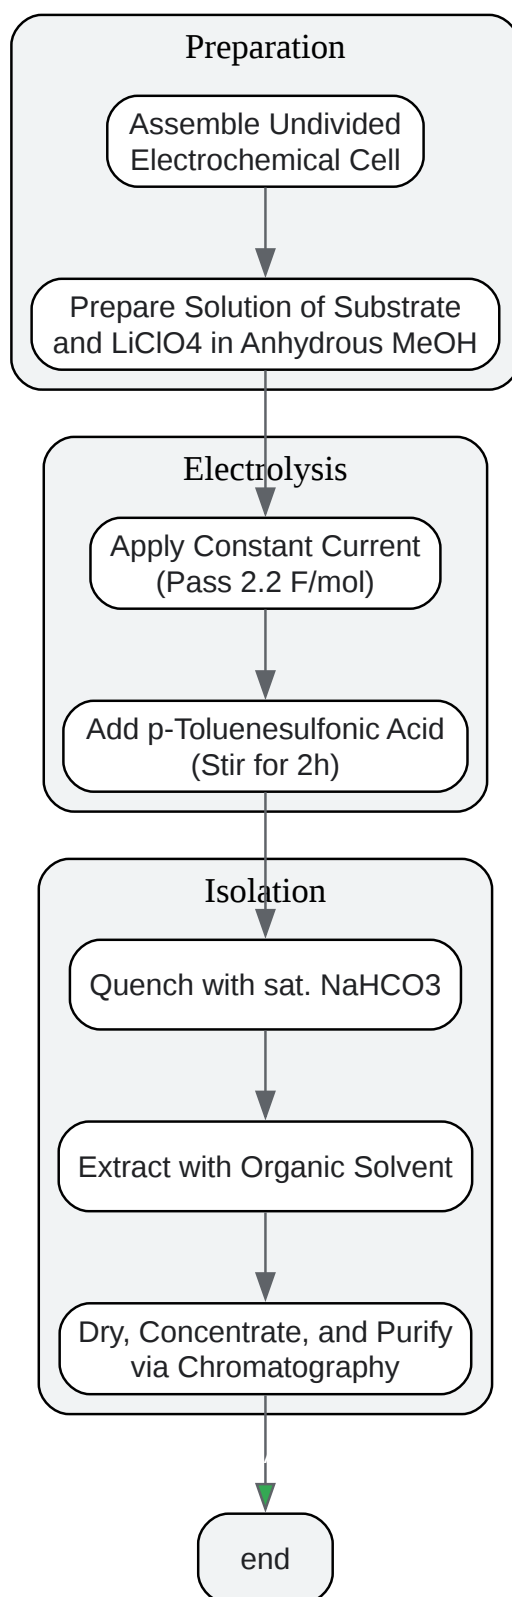 Preparation
Assemble Undivided
Electrochemical Cell
Prepare Solution of Substrate
and LiClO4 in Anhydrous MeOH
Electrolysis
Apply Constant Current
(Pass 2.2 F/mol)
Add p-Toluenesulfonic Acid
(Stir for 2h)
Isolation
Quench with sat. NaHCO3
Extract with Organic Solvent
Dry, Concentrate, and Purify
via Chromatography
end